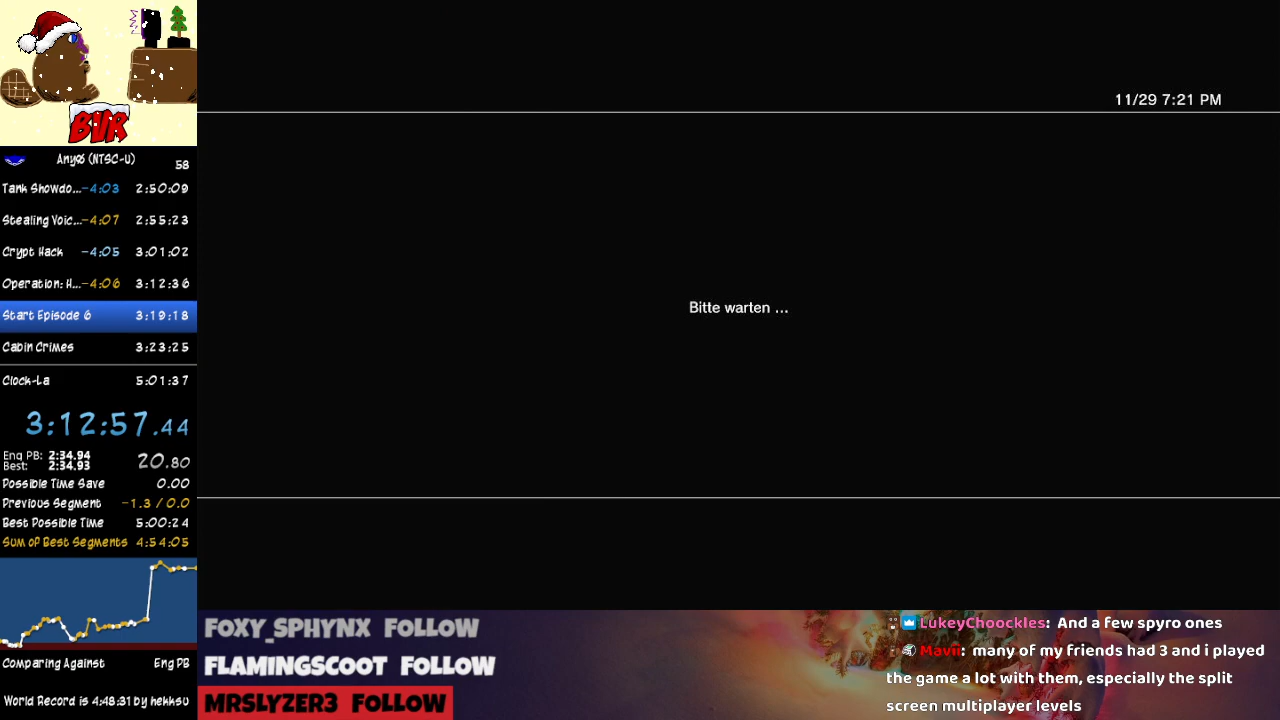 BVR
Any% (NTSC-U)
58
Tank Showdo... -4:03 2:50:09
Stealing Voic... -4:07 2:55:23
Crypt Hack -4:05 3:01:02
Operation: H... -4:06 3:12:36
Start Episode 6 3:19:18
Cabin Crimes 3:23:25
Clock-La 5:01:37
3:12:57.44
Eng PB: 2:34.94
Best: 2:34.93
20.80
Possible Time Save 0.00
Previous Segment -1.3 / 0.0
Best Possible Time 5:00:24
Sum of Best Segments 4:54:05
Comparing Against Eng PB
World Record is 4:48:31 by hekksu
11/29 7:21 PM
Bitte warten ...
FOXY_SPHYNX FOLLOW
FLAMINGSCOOT FOLLOW
MRSLYZER3 FOLLOW
LukeyChoockles: And a few spyro ones
Mavii: many of my friends had 3 and i played
the game a lot with them, especially the split
screen multiplayer levels